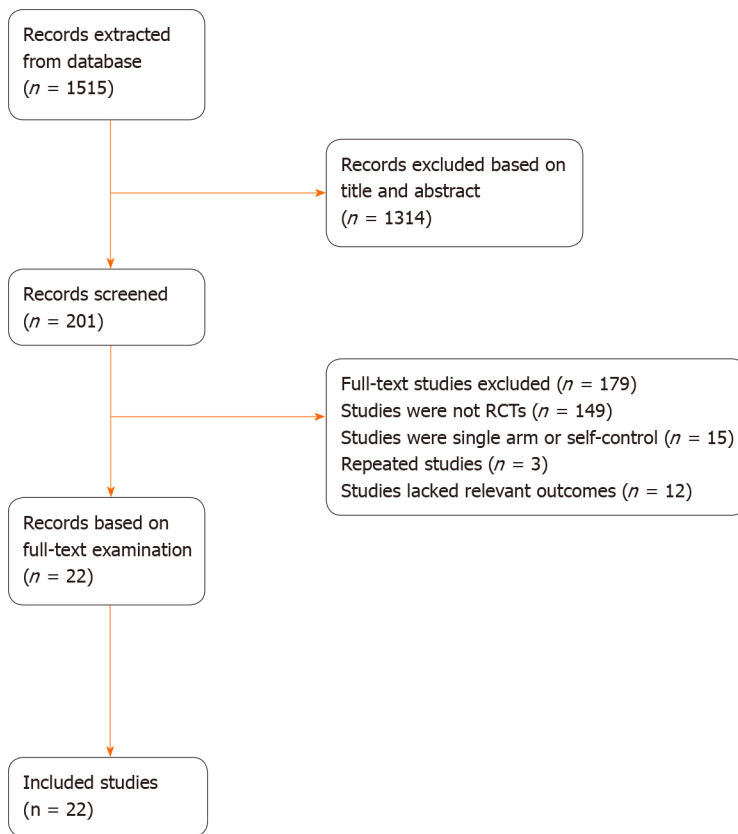 Records extracted
from database
(n = 1515)
Records excluded based on
title and abstract
(n = 1314)
Records screened
(n = 201)
Full-text studies excluded (n = 179)
Studies were not RCTs (n = 149)
Studies were single arm or self-control (n = 15)
Repeated studies (n = 3)
Studies lacked relevant outcomes (n = 12)
Records based on
full-text examination
(n = 22)
Included studies
(n = 22)